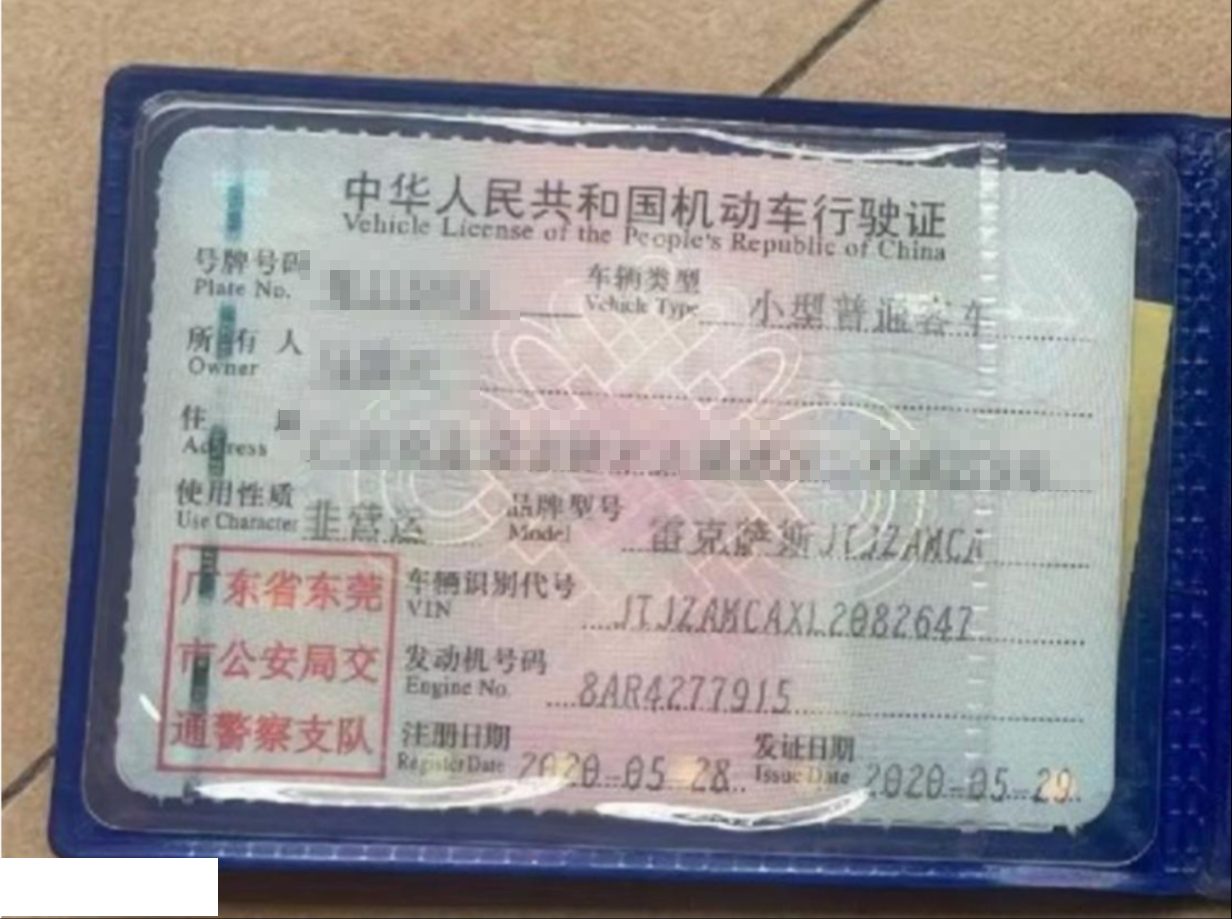 中华人民共和国机动车行驶证
Vehicle License of the People's Republic of China
号牌号码
Plate No.
车辆类型 小型普通客车
Vehicle Type
所有人
Owner
住
Address
使用性质 非营运
Use Character
品牌型号 雷克萨斯JTJZAMCA
Model
广东省东莞
市公安局交
通警察支队
车辆识别代号 JTJZAMCAXL2082647
VIN
发动机号码 8AR4277915
Engine No.
注册日期 2020-05-28
Register Date
发证日期 2020-05-29
Issue Date